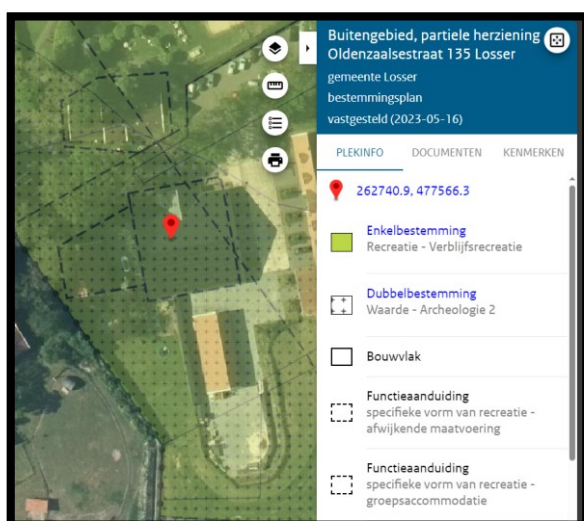 Buitengebied, partiele herziening
Oldenzaalsestraat 135 Losser
gemeente Losser
bestemmingsplan
vastgesteld (2023-05-16)
PLEKINFO DOCUMENTEN KENMERKEN
262740.9, 477566.3
Enkelbestemming
Recreatie - Verblijfsrecreatie
Dubbelbestemming
Waarde - Archeologie 2
Bouwvlak
Functieaanduiding
specifieke vorm van recreatie -
afwijkende maatvoering
Functieaanduiding
specifieke vorm van recreatie -
groepsaccommodatie